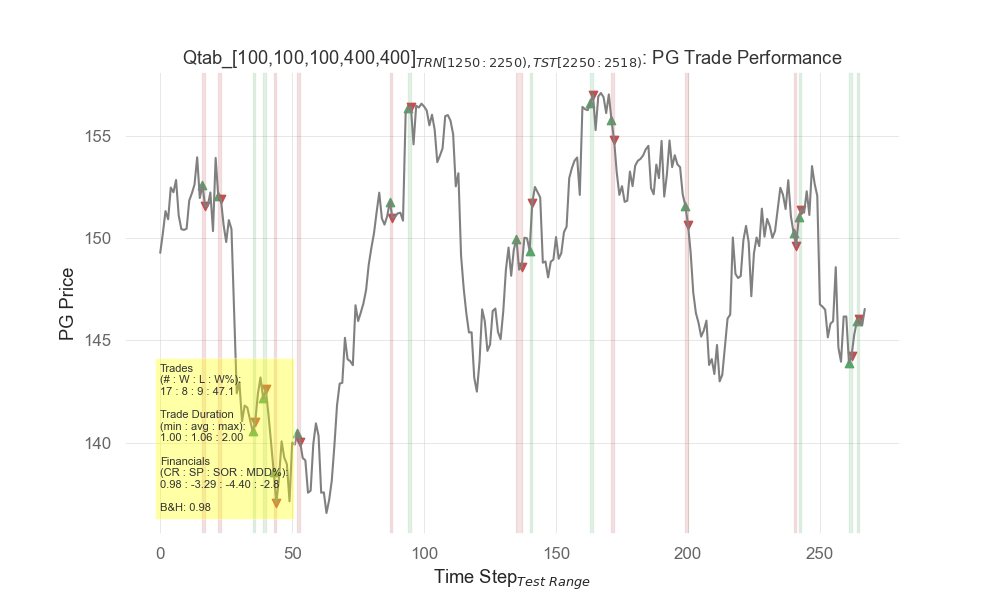 Qtab_[100,100,100,400,400]TRN[1250:2250),TST[2250:2518): PG Trade Performance
155
150
145
140
PG Price
Trades
(# : W : L : W%):
17 : 8 : 9 : 47.1
Trade Duration
(min : avg : max):
1.00 : 1.06 : 2.00
Financials
(CR : SP : SOR : MDD%):
0.98 : -3.29 : -4.40 : -2.8
B&H: 0.98
0 50 100 150 200 250
Time StepTest Range